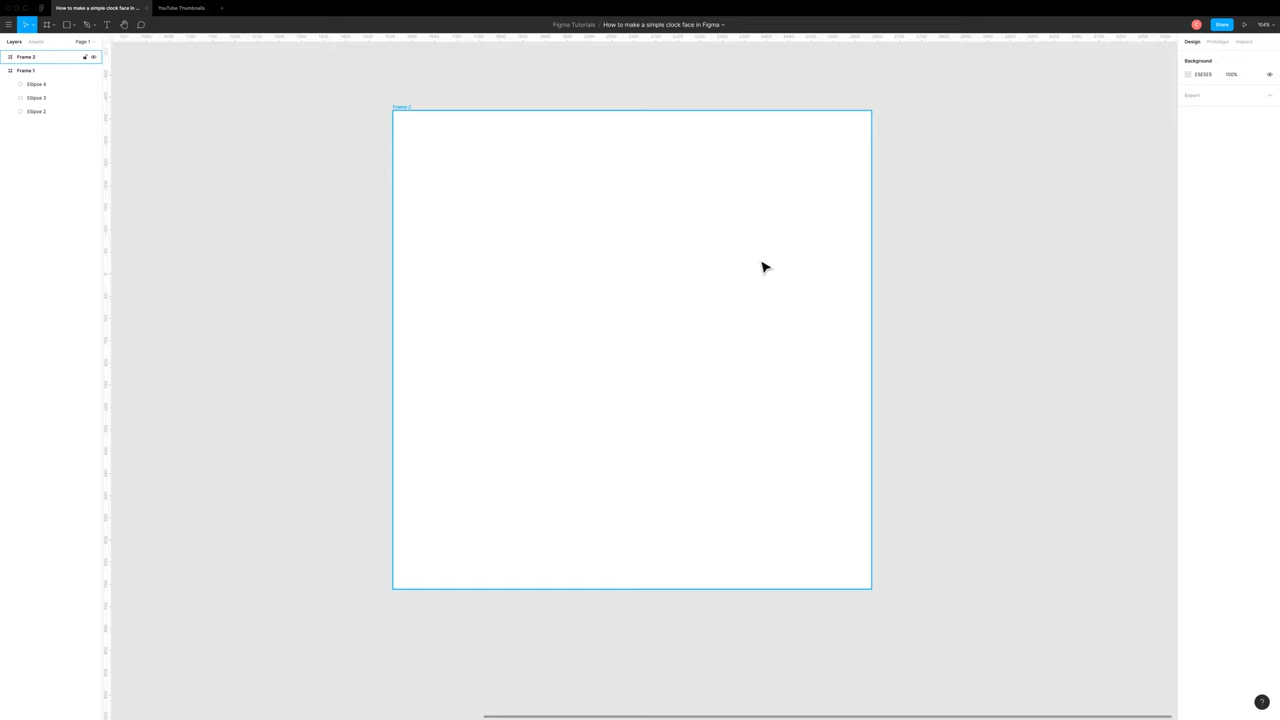 How to make a simple clock face in ...
YouTube Thumbnails
Figma Tutorials / How to make a simple clock face in Figma
C
Share
104%
Layers
Assets
Page 1
Design
Prototype
Inspect
Frame 2
Frame 1
Ellipse 4
Ellipse 3
Ellipse 2
Background
E5E5E5
100%
Export
Frame 2
?